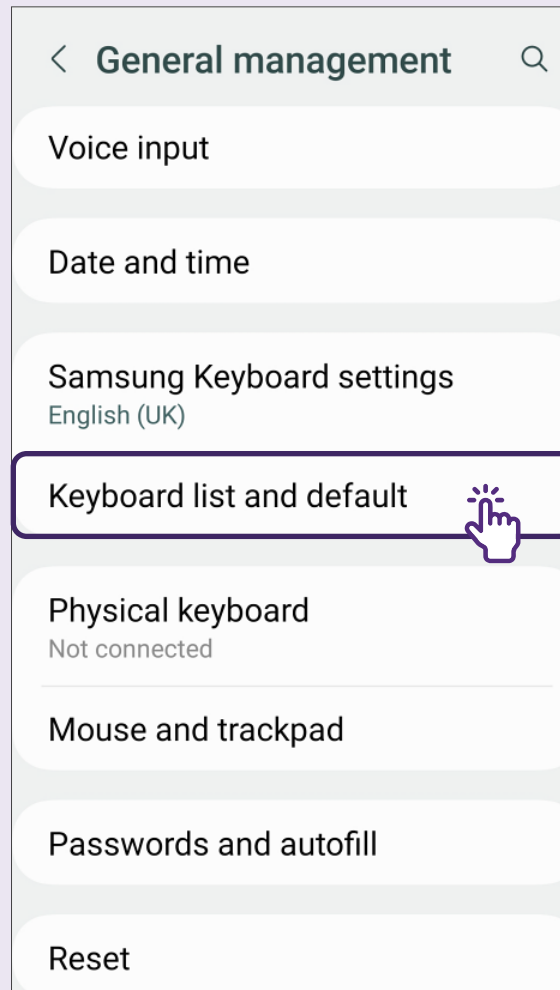 General management
Voice input
Date and time
Samsung Keyboard settings
English (UK)
Keyboard list and default
Physical keyboard
Not connected
Mouse and trackpad
Passwords and autofill
Reset